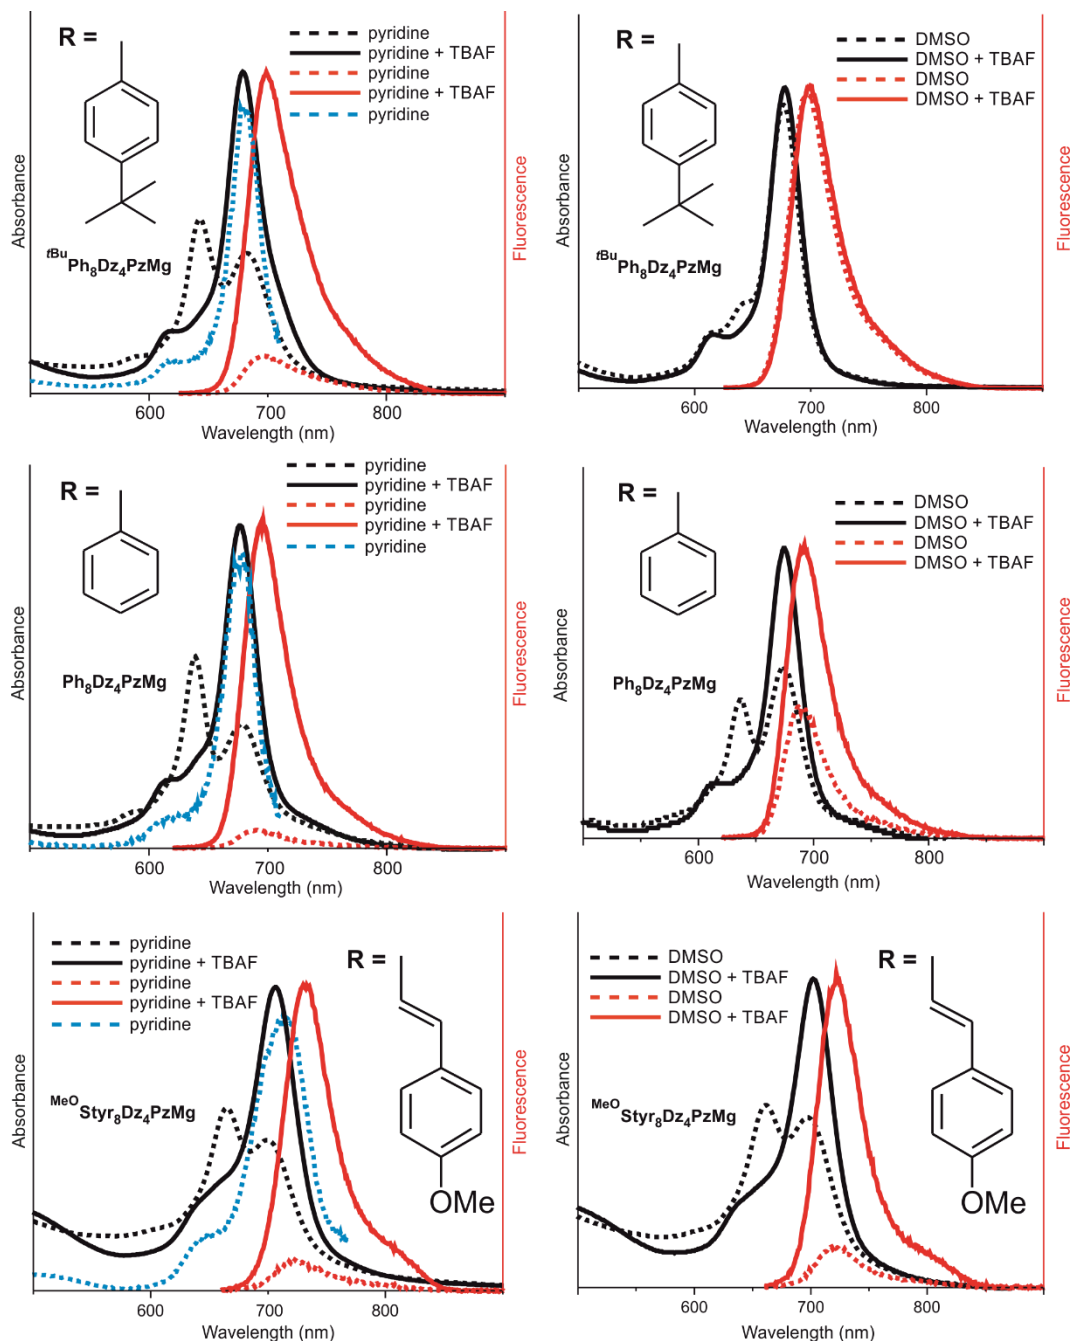 R =
pyridine
pyridine + TBAF
pyridine
pyridine + TBAF
pyridine
tBuPh8Dz4PzMg
Absorbance
Fluorescence
600 700 800
Wavelength (nm)
R =
DMSO
DMSO + TBAF
DMSO
DMSO + TBAF
tBuPh8Dz4PzMg
Absorbance
Fluorescence
600 700 800
Wavelength (nm)
R =
pyridine
pyridine + TBAF
pyridine
pyridine + TBAF
pyridine
Ph8Dz4PzMg
Absorbance
Fluorescence
600 700 800
Wavelength (nm)
R =
DMSO
DMSO + TBAF
DMSO
DMSO + TBAF
Ph8Dz4PzMg
Absorbance
Fluorescence
600 700 800
Wavelength (nm)
pyridine
pyridine + TBAF
pyridine
pyridine + TBAF
pyridine
R =
MeOStyr8Dz4PzMg
OMe
Absorbance
Fluorescence
600 700 800
Wavelength (nm)
DMSO
DMSO + TBAF
DMSO
DMSO + TBAF
R =
MeOStyr8Dz4PzMg
OMe
Absorbance
Fluorescence
600 700 800
Wavelength (nm)